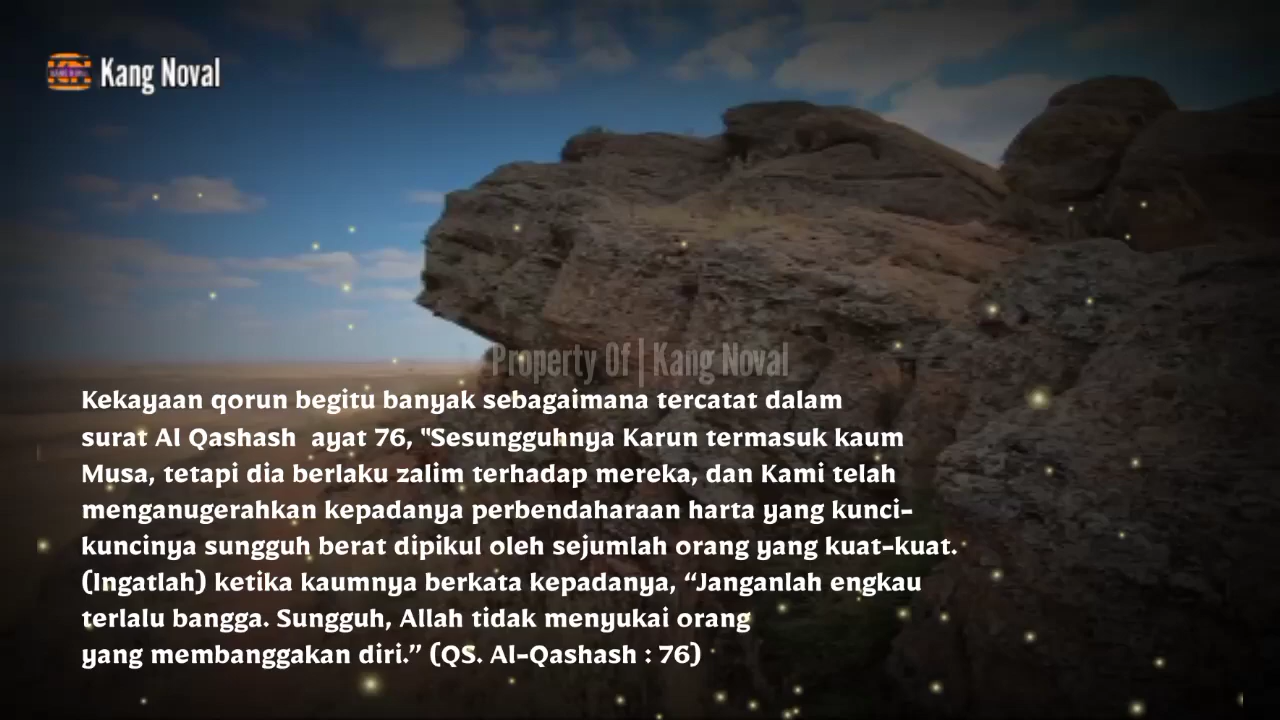 Kang Noval
Property Of | Kang Noval
Kekayaan qorun begitu banyak sebagaimana tercatat dalam
surat Al Qashash ayat 76, "Sesungguhnya Karun termasuk kaum
Musa, tetapi dia berlaku zalim terhadap mereka, dan Kami telah
menganugerahkan kepadanya perbendaharaan harta yang kunci-
kuncinya sungguh berat dipikul oleh sejumlah orang yang kuat-kuat.
(Ingatlah) ketika kaumnya berkata kepadanya, “Janganlah engkau
terlalu bangga. Sungguh, Allah tidak menyukai orang
yang membanggakan diri.” (QS. Al-Qashash : 76)